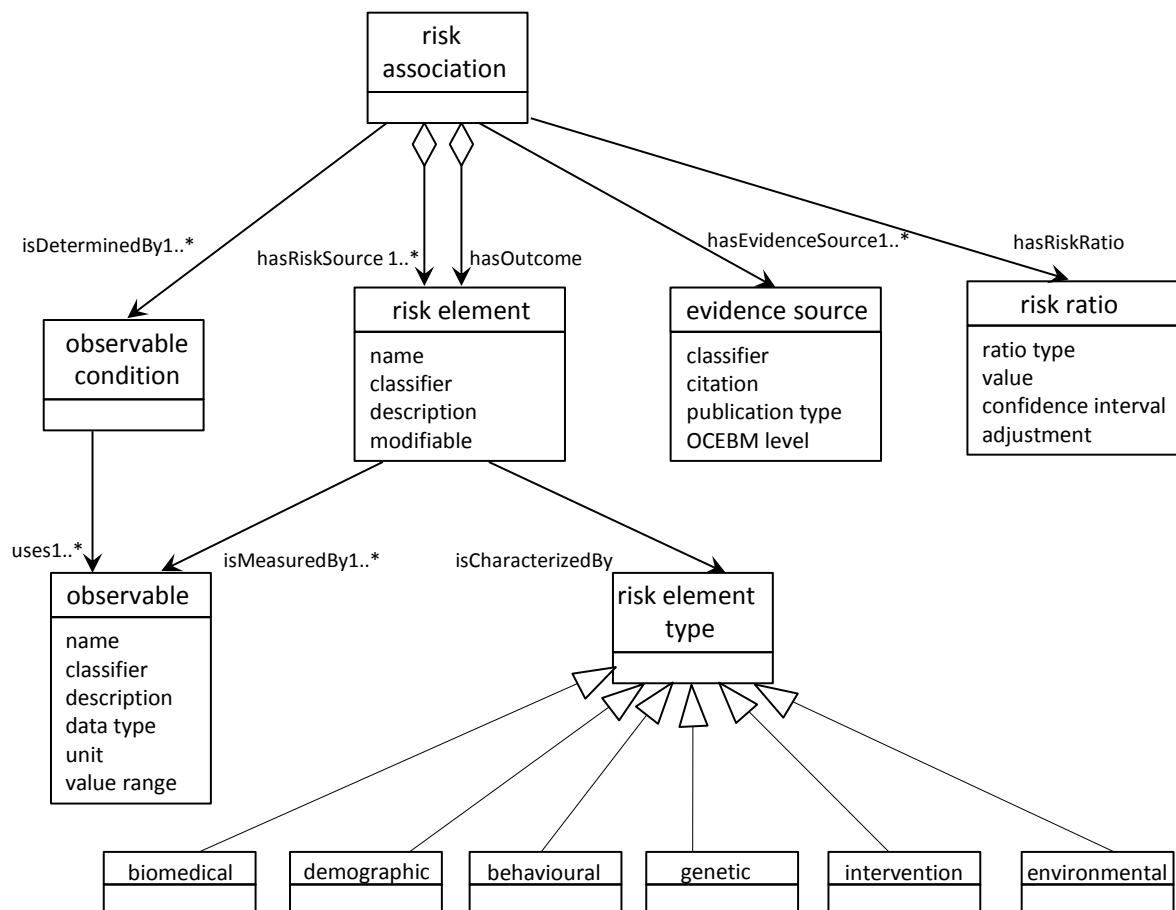 risk
association
isDeterminedBy1..*
hasRiskSource 1..*
hasOutcome
hasEvidenceSource1..*
hasRiskRatio
observable
condition
risk element
name
classifier
description
modifiable
evidence source
classifier
citation
publication type
OCEBM level
risk ratio
ratio type
value
confidence interval
adjustment
uses1..*
isMeasuredBy1..*
isCharacterizedBy
observable
name
classifier
description
data type
unit
value range
risk element
type
biomedical
demographic
behavioural
genetic
intervention
environmental